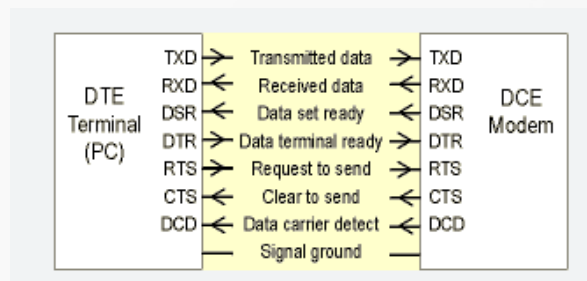 TXD Transmitted data TXD
RXD Received data RXD
DSR Data set ready DSR
DTR Data terminal ready DTR
RTS Request to send RTS
CTS Clear to send CTS
DCD Data carrier detect DCD
Signal ground
DTE
Terminal
(PC)
DCE
Modem